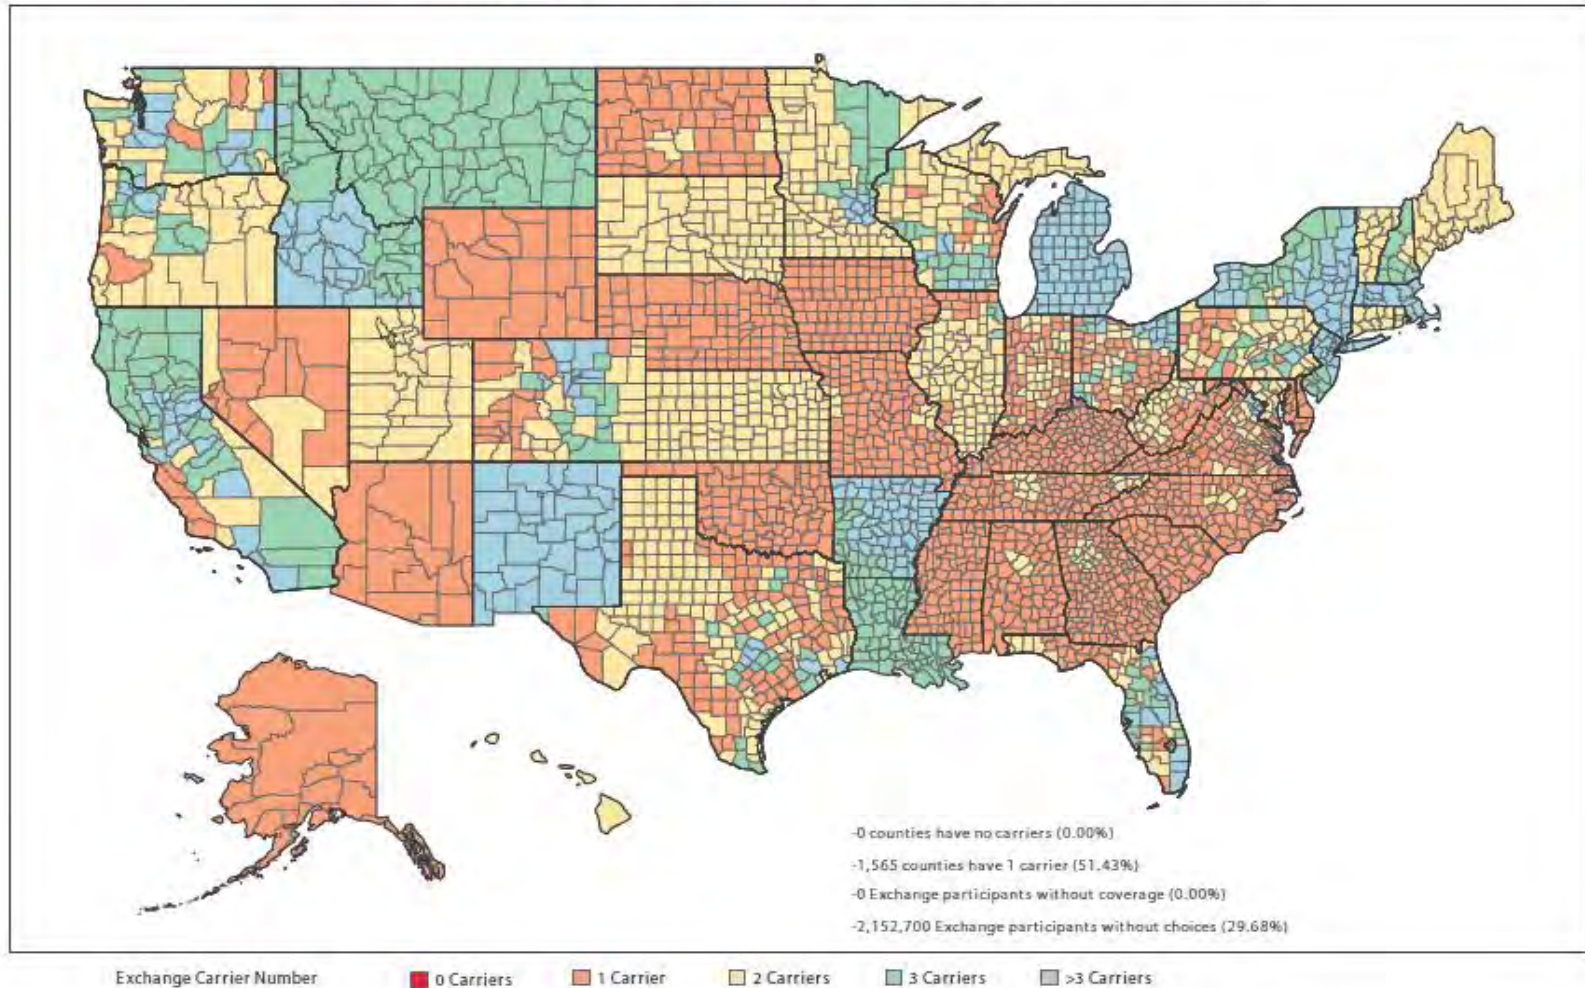 -0 counties have no carriers (0.00%)
-1,565 counties have 1 carrier (51.43%)
-0 Exchange participants without coverage (0.00%)
-2,152,700 Exchange participants without choices (29.68%)
Exchange Carrier Number 0 Carriers 1 Carrier 2 Carriers 3 Carriers >3 Carriers